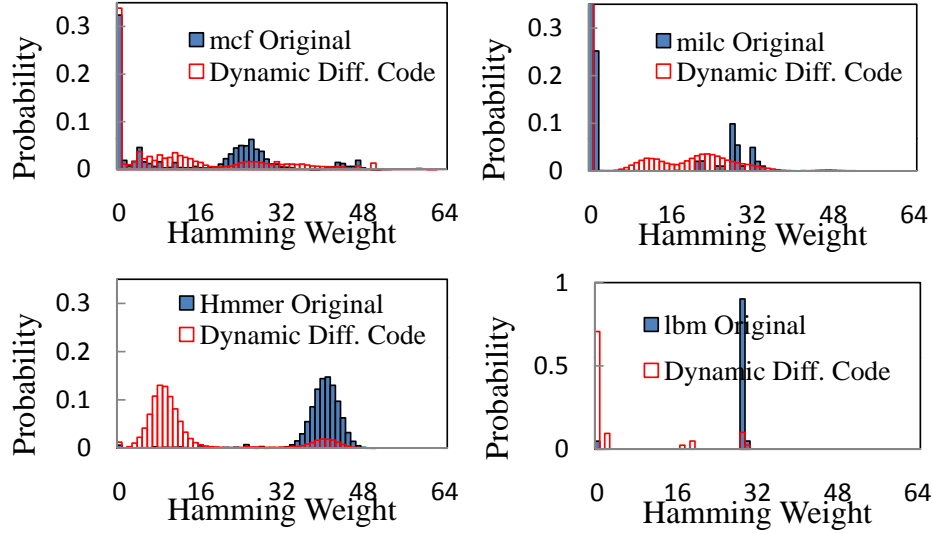 0.3
0.2
0.1
0
Probability
mcf Original
Dynamic Diff. Code
0 16 32 48 64
Hamming Weight
0.3
0.2
0.1
0
Probability
milc Original
Dynamic Diff. Code
0 16 32 48 64
Hamming Weight
0.3
0.2
0.1
0
Probability
Hmmer Original
Dynamic Diff. Code
0 16 32 48 64
Hamming Weight
1
0.5
0
Probability
lbm Original
Dynamic Diff. Code
0 16 32 48 64
Hamming Weight